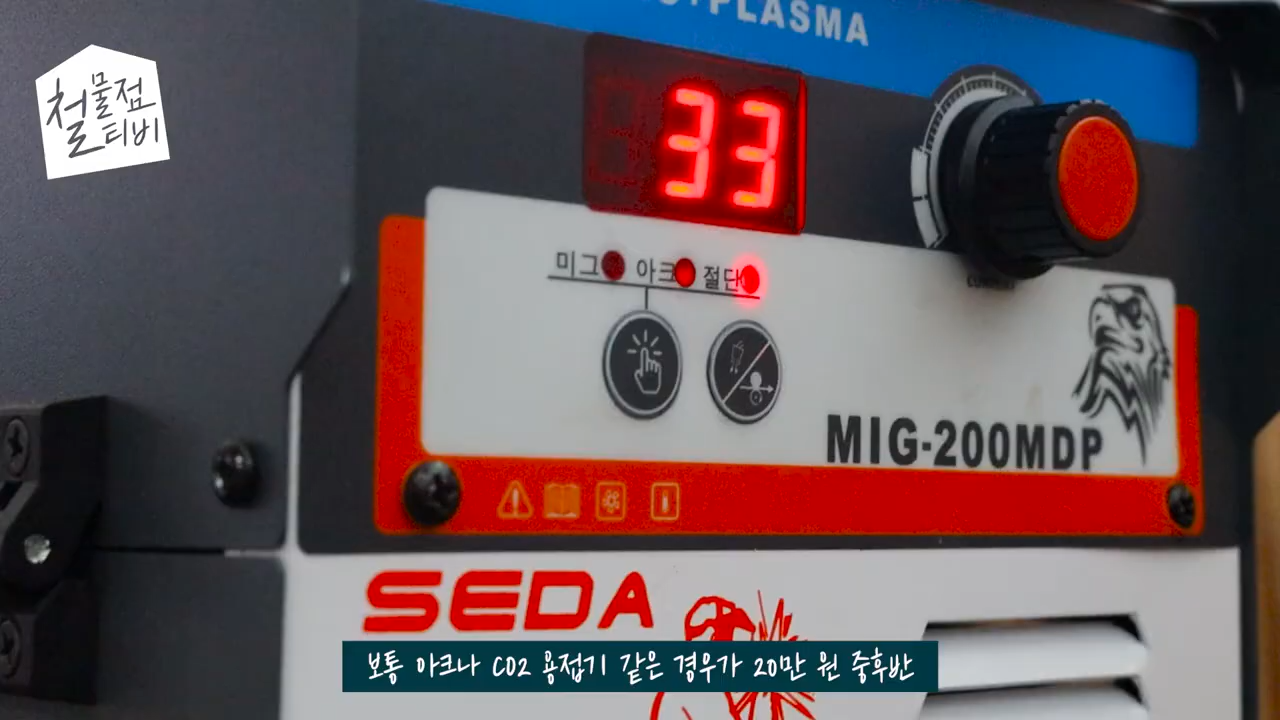 철물점
티비
PLASMA
33
미그 아크 절단
MIG-200MDP
SEDA
보통 아크나 CO2 용접기 같은 경우가 20만 원 중후반